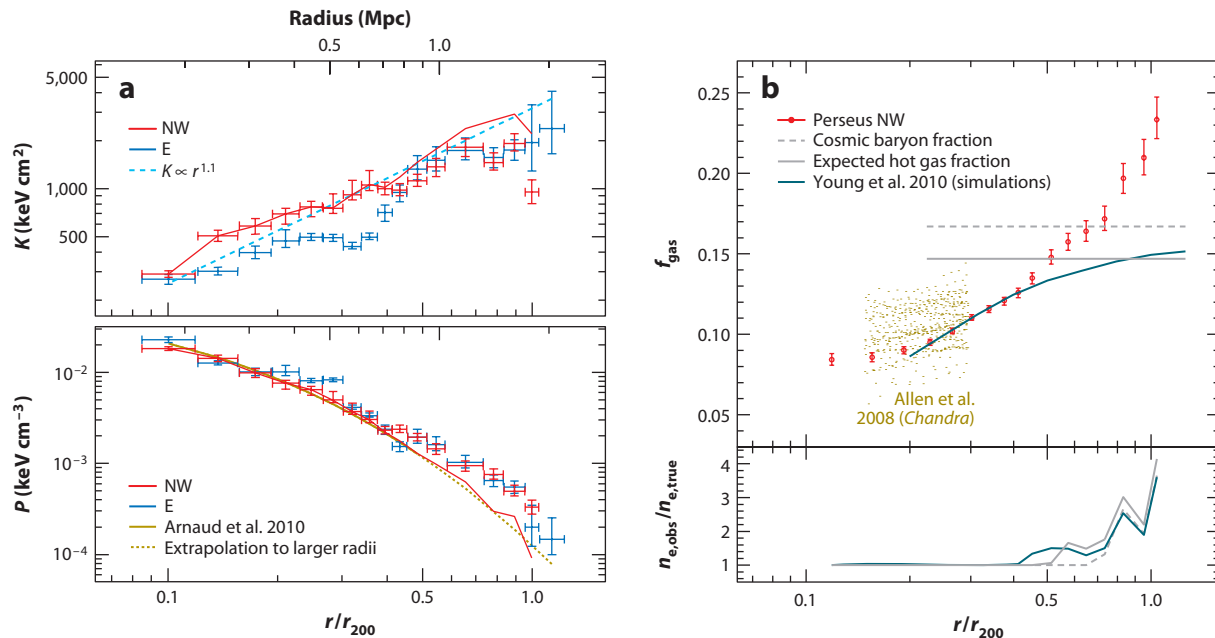 Radius (Mpc)
0.5
1.0
a
5,000
1,000
500
K (keV cm²)
NW
E
K ∝ r¹·¹
10⁻²
10⁻³
10⁻⁴
P (keV cm⁻³)
NW
E
Arnaud et al. 2010
Extrapolation to larger radii
0.1
0.5
1.0
r/r₂₀₀
b
0.25
0.20
0.15
0.10
0.05
f gas
Perseus NW
Cosmic baryon fraction
Expected hot gas fraction
Young et al. 2010 (simulations)
Allen et al.
2008 (Chandra)
4
3
2
1
nₑ,obs/nₑ,true
0.1
0.5
1.0
r/r₂₀₀